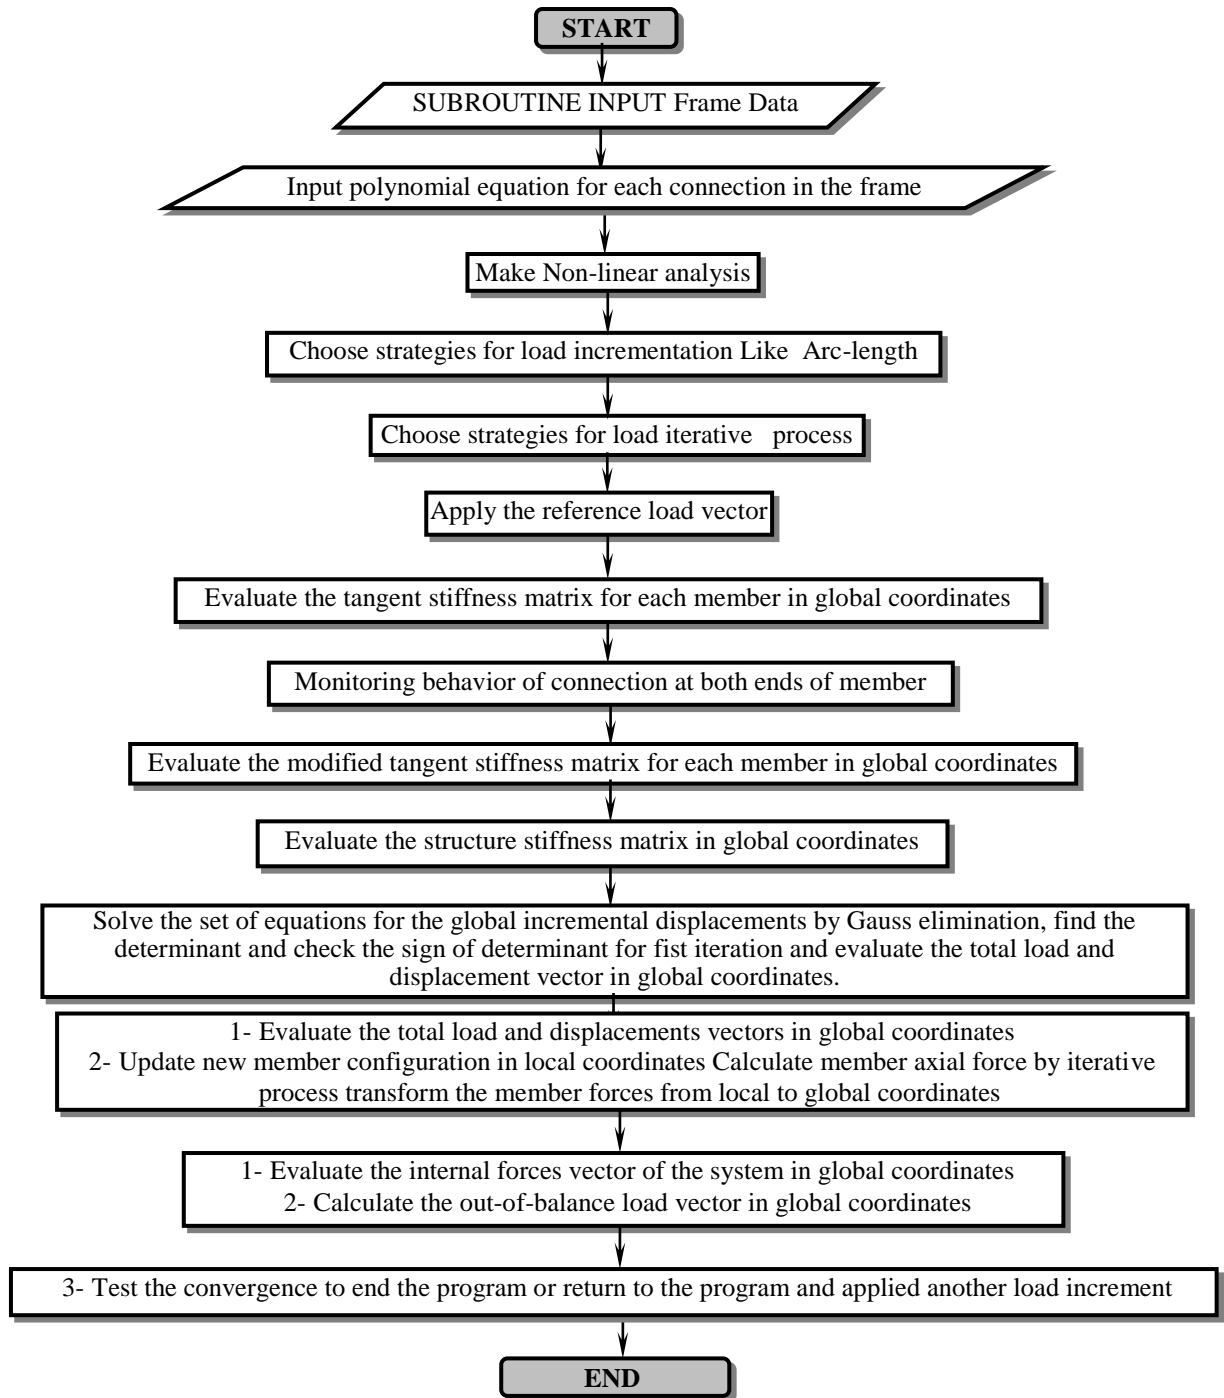 START
SUBROUTINE INPUT Frame Data
Input polynomial equation for each connection in the frame
Make Non-linear analysis
Choose strategies for load incrementation Like Arc-length
Choose strategies for load iterative process
Apply the reference load vector
Evaluate the tangent stiffness matrix for each member in global coordinates
Monitoring behavior of connection at both ends of member
Evaluate the modified tangent stiffness matrix for each member in global coordinates
Evaluate the structure stiffness matrix in global coordinates
Solve the set of equations for the global incremental displacements by Gauss elimination, find the
determinant and check the sign of determinant for fist iteration and evaluate the total load and
displacement vector in global coordinates.
1- Evaluate the total load and displacements vectors in global coordinates
2- Update new member configuration in local coordinates Calculate member axial force by iterative
process transform the member forces from local to global coordinates
1- Evaluate the internal forces vector of the system in global coordinates
2- Calculate the out-of-balance load vector in global coordinates
3- Test the convergence to end the program or return to the program and applied another load increment
END